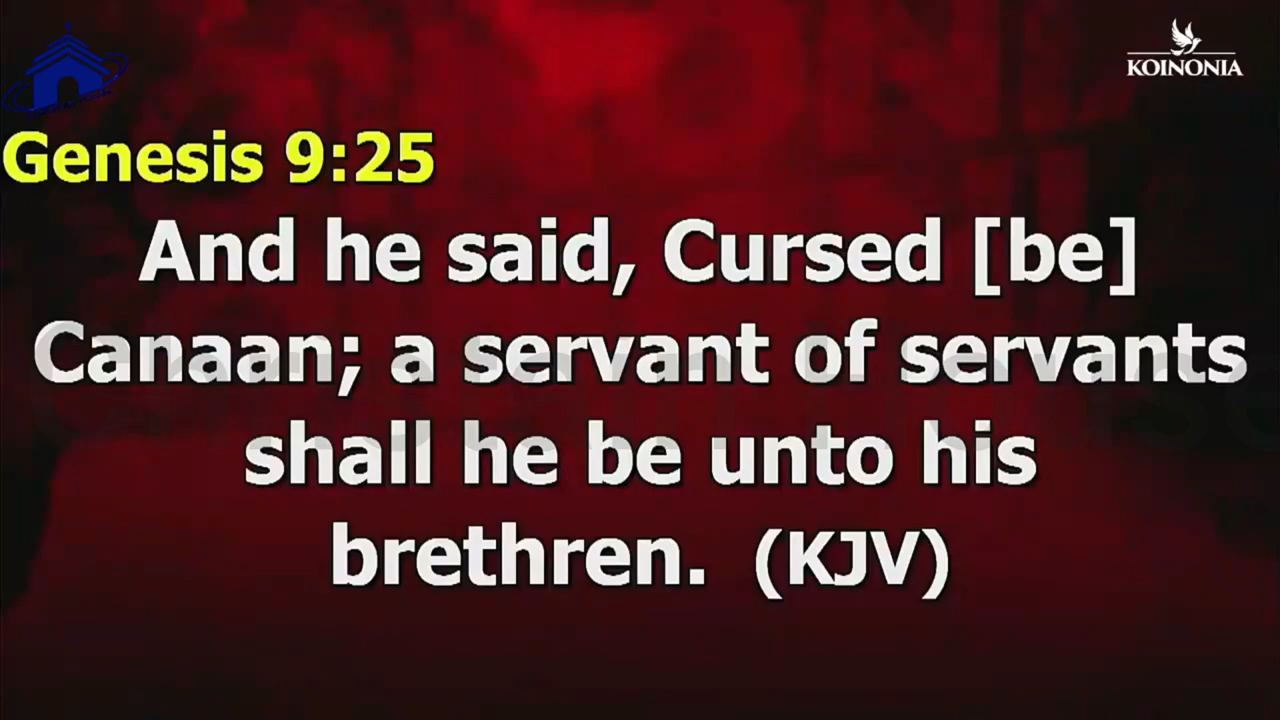 KOINONIA
Genesis 9:25
And he said, Cursed [be]
Canaan; a servant of servants
shall he be unto his
brethren. (KJV)